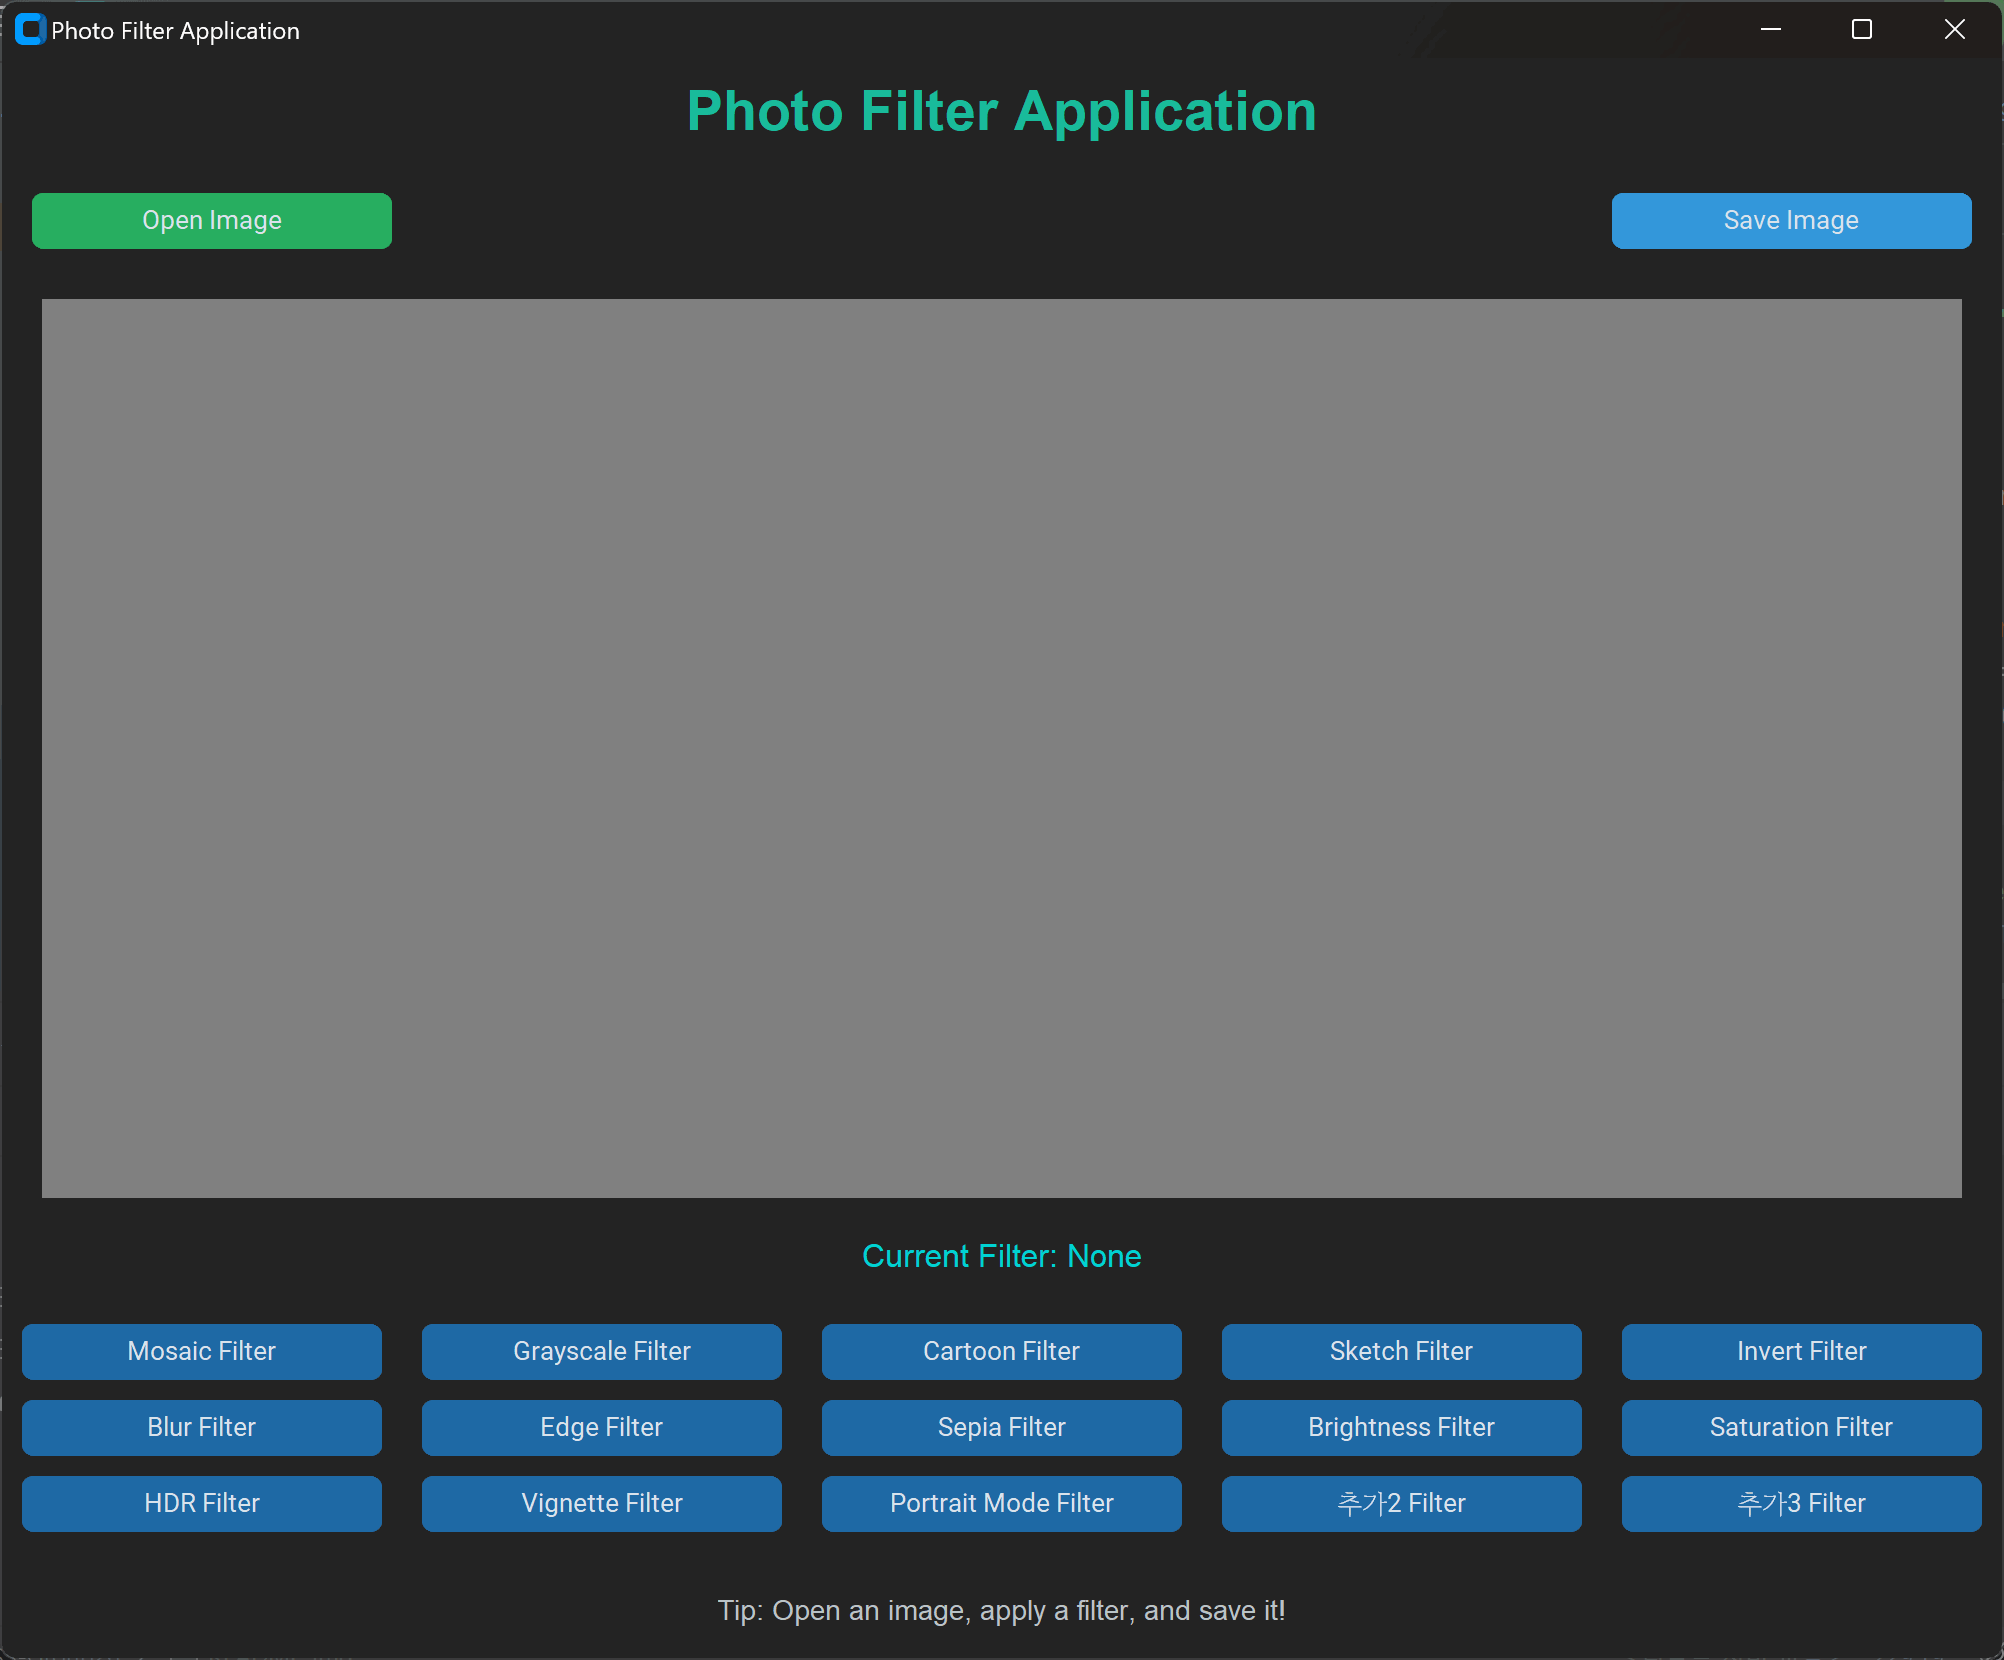 Photo Filter Application
Photo Filter Application
Open Image
Save Image
Current Filter: None
Mosaic Filter
Grayscale Filter
Cartoon Filter
Sketch Filter
Invert Filter
Blur Filter
Edge Filter
Sepia Filter
Brightness Filter
Saturation Filter
HDR Filter
Vignette Filter
Portrait Mode Filter
추가2 Filter
추가3 Filter
Tip: Open an image, apply a filter, and save it!